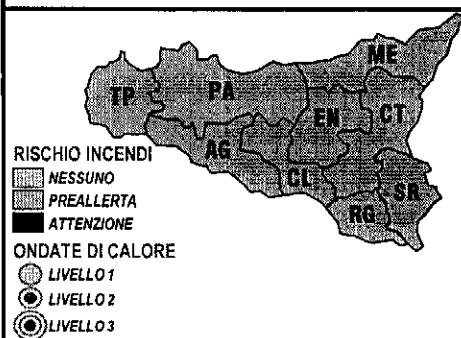 ME
TP
PA
EN
CT
AG
CL
SR
RG
RISCHIO INCENDI
NESSUNO
PREALLERTA
ATTENZIONE
ONDATE DI CALORE
LIVELLO 1
LIVELLO 2
LIVELLO 3